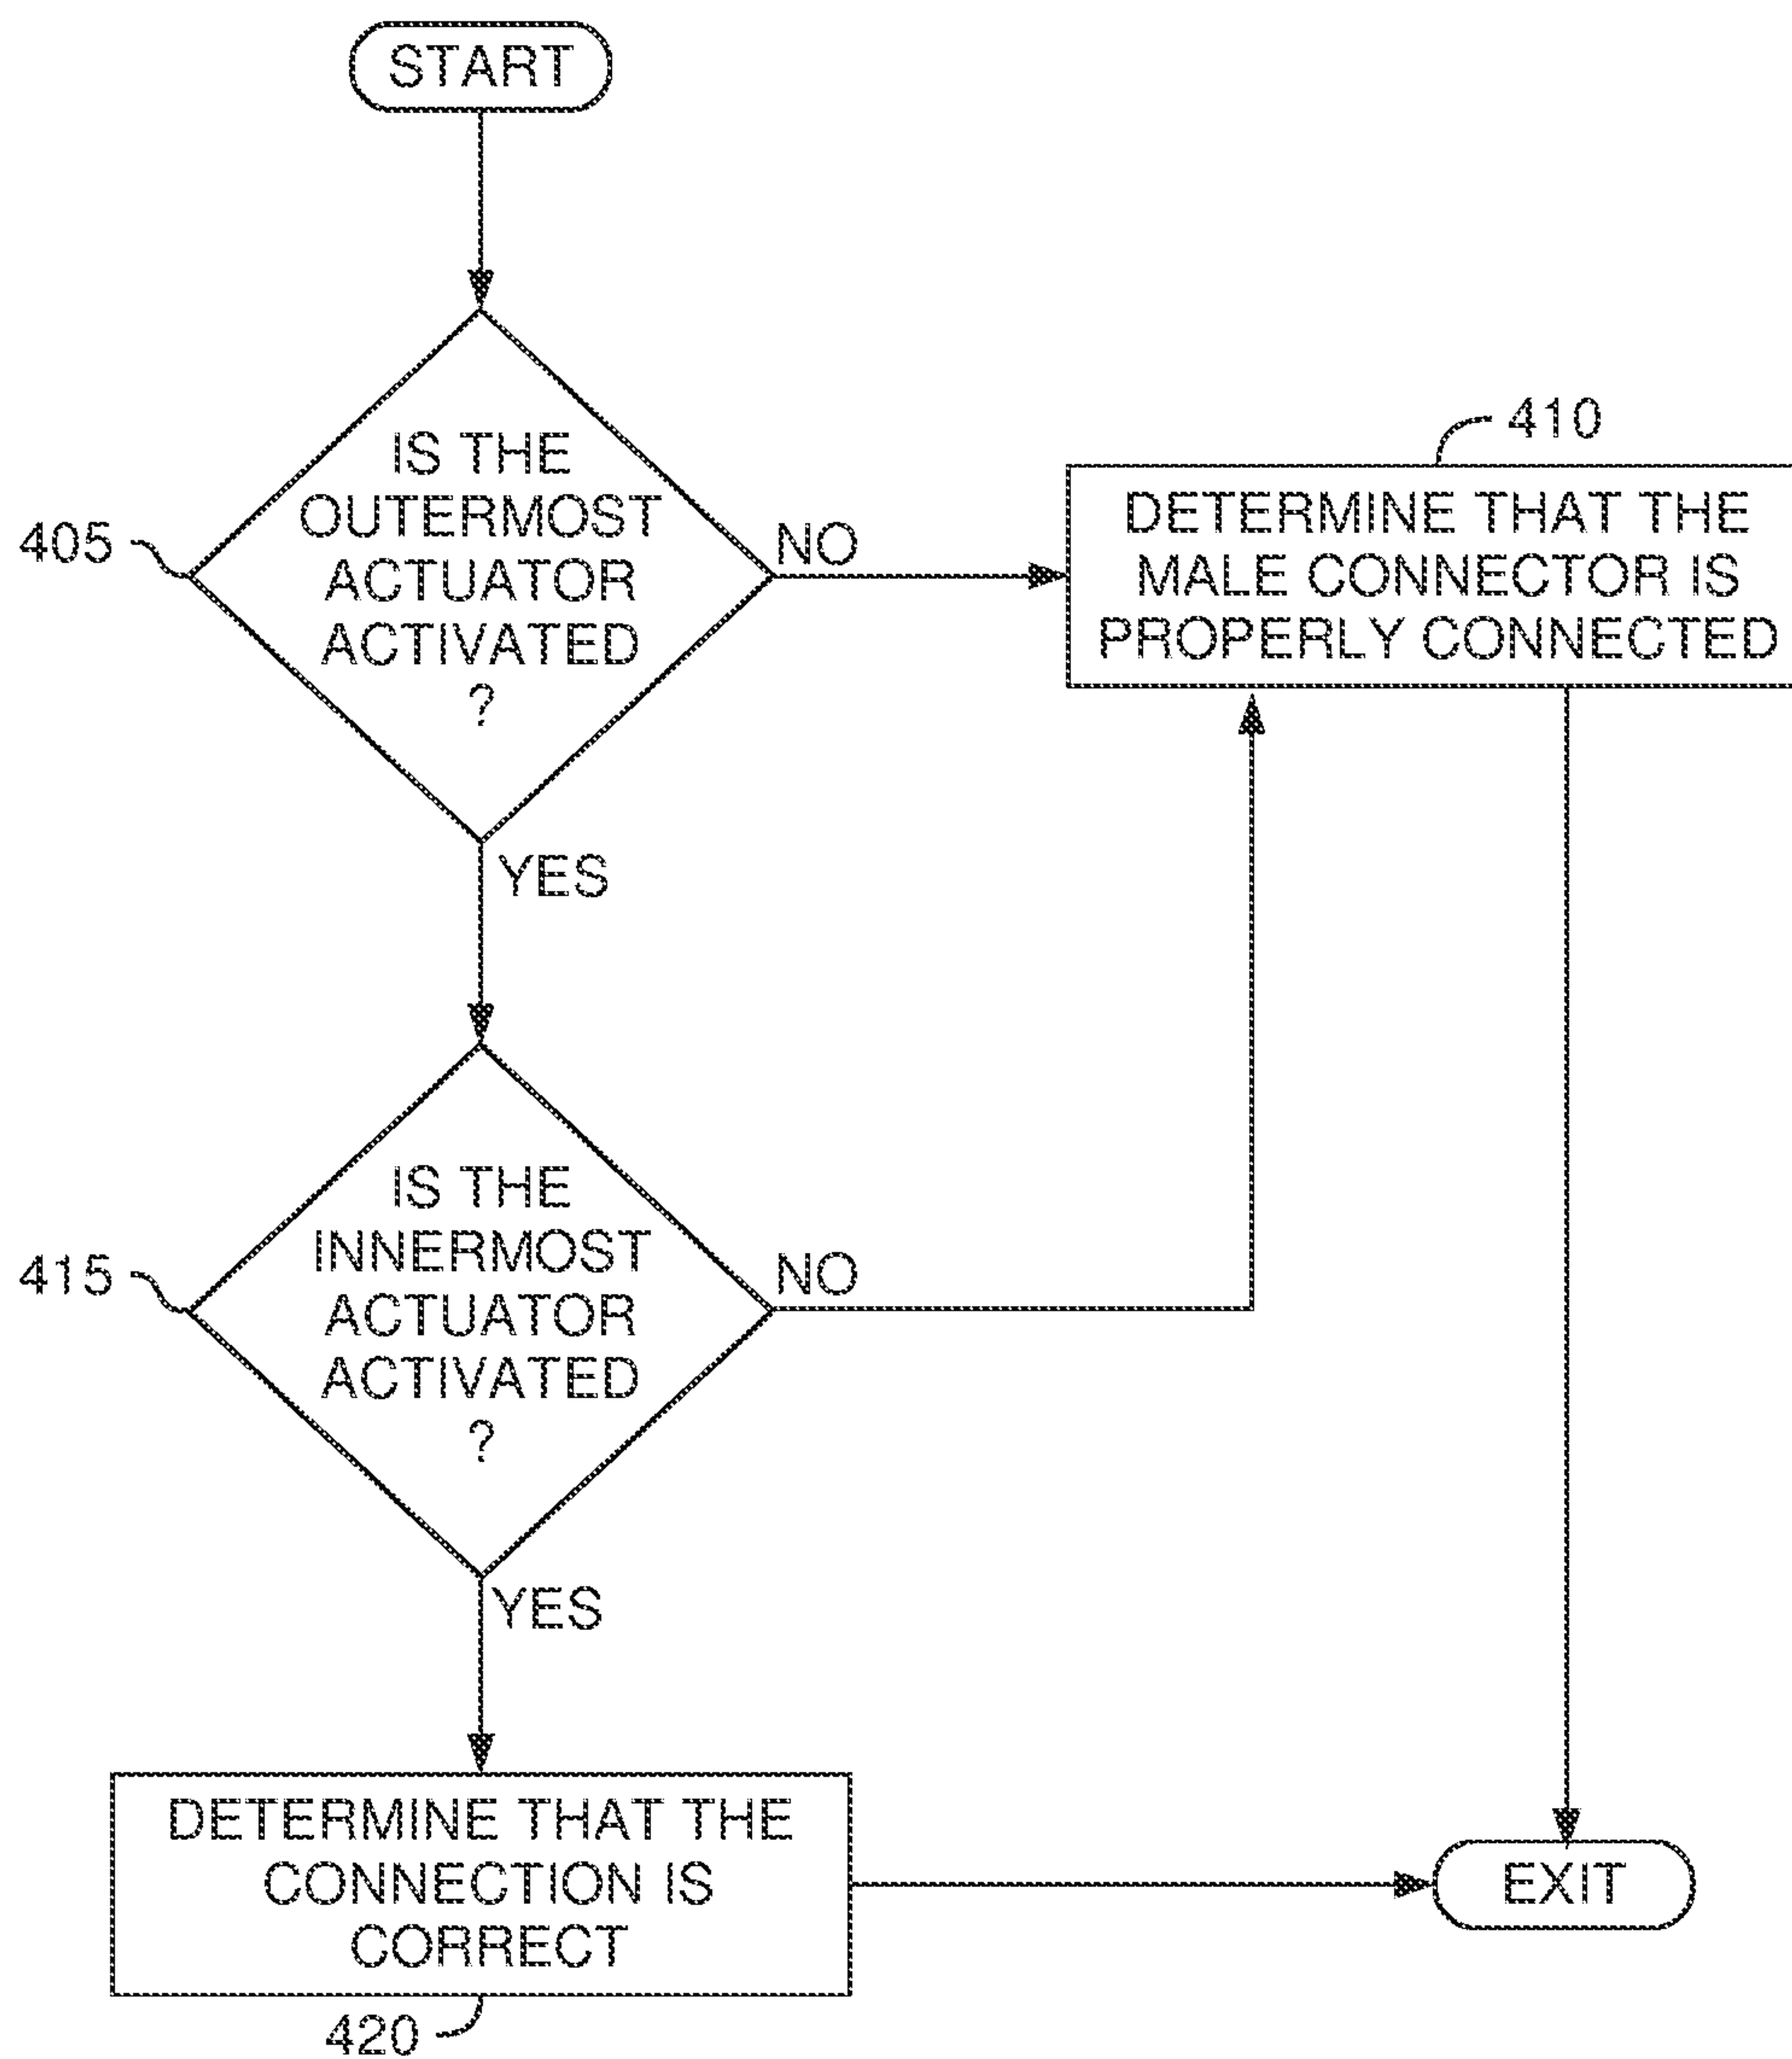 START
IS THE
OUTERMOST
ACTUATOR
ACTIVATED
?
405
NO
410
DETERMINE THAT THE
MALE CONNECTOR IS
PROPERLY CONNECTED
YES
IS THE
INNERMOST
ACTUATOR
ACTIVATED
?
415
NO
YES
DETERMINE THAT THE
CONNECTION IS
CORRECT
420
EXIT